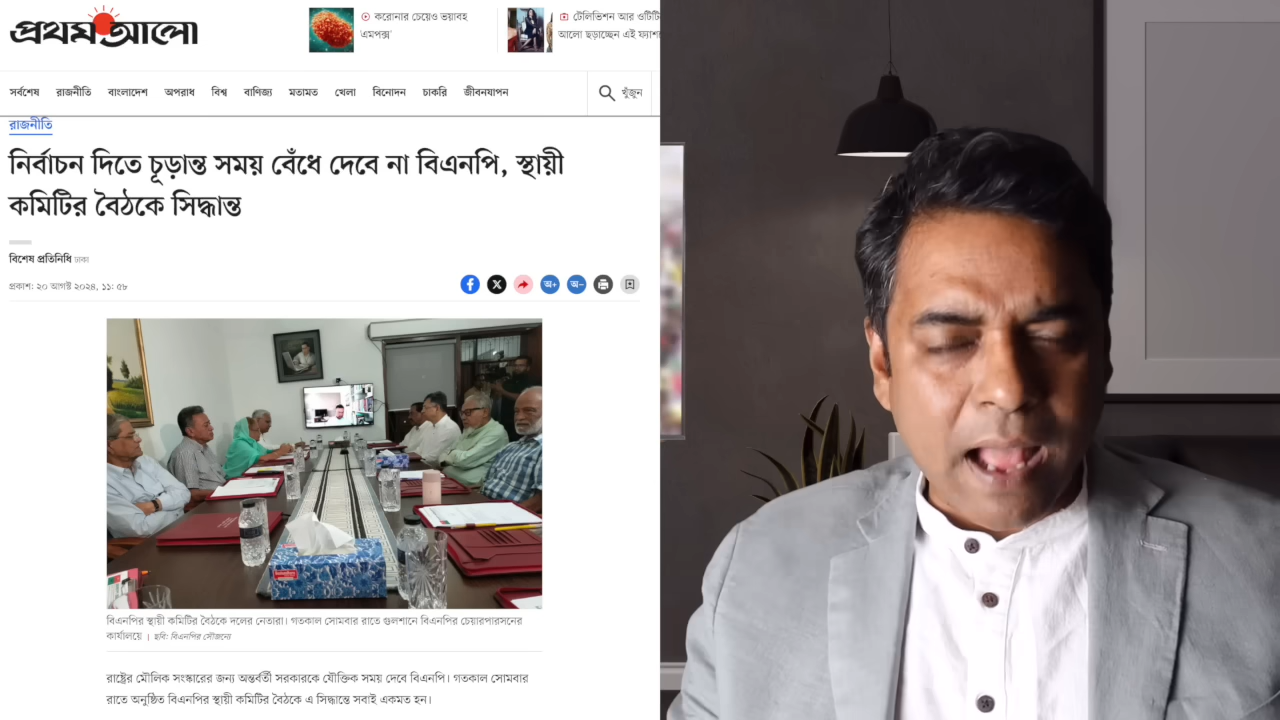 প্রথম আলো
করোনার চেয়েও ভয়াবহ
'এমপক্স'
টেলিভিশন আর ওটিটি
আলো ছড়াচ্ছেন এই ফ্যাশ
সর্বশেষ রাজনীতি বাংলাদেশ অপরাধ বিশ্ব বাণিজ্য মতামত খেলা বিনোদন চাকরি জীবনযাপন খুঁজুন
রাজনীতি
নির্বাচন দিতে চূড়ান্ত সময় বেঁধে দেবে না বিএনপি, স্থায়ী
কমিটির বৈঠকে সিদ্ধান্ত
বিশেষ প্রতিনিধি ঢাকা
প্রকাশ: ২০ আগস্ট ২০২৪, ১১: ৫৮
অ+ অ−
বিএনপির স্থায়ী কমিটির বৈঠকে দলের নেতারা। গতকাল সোমবার রাতে গুলশানে বিএনপির চেয়ারপারসনের
কার্যালয়ে । ছবি: বিএনপির সৌজন্যে
রাষ্ট্রের মৌলিক সংস্কারের জন্য অন্তর্বর্তী সরকারকে যৌক্তিক সময় দেবে বিএনপি। গতকাল সোমবার
রাতে অনুষ্ঠিত বিএনপির স্থায়ী কমিটির বৈঠকে এ সিদ্ধান্তে সবাই একমত হন।